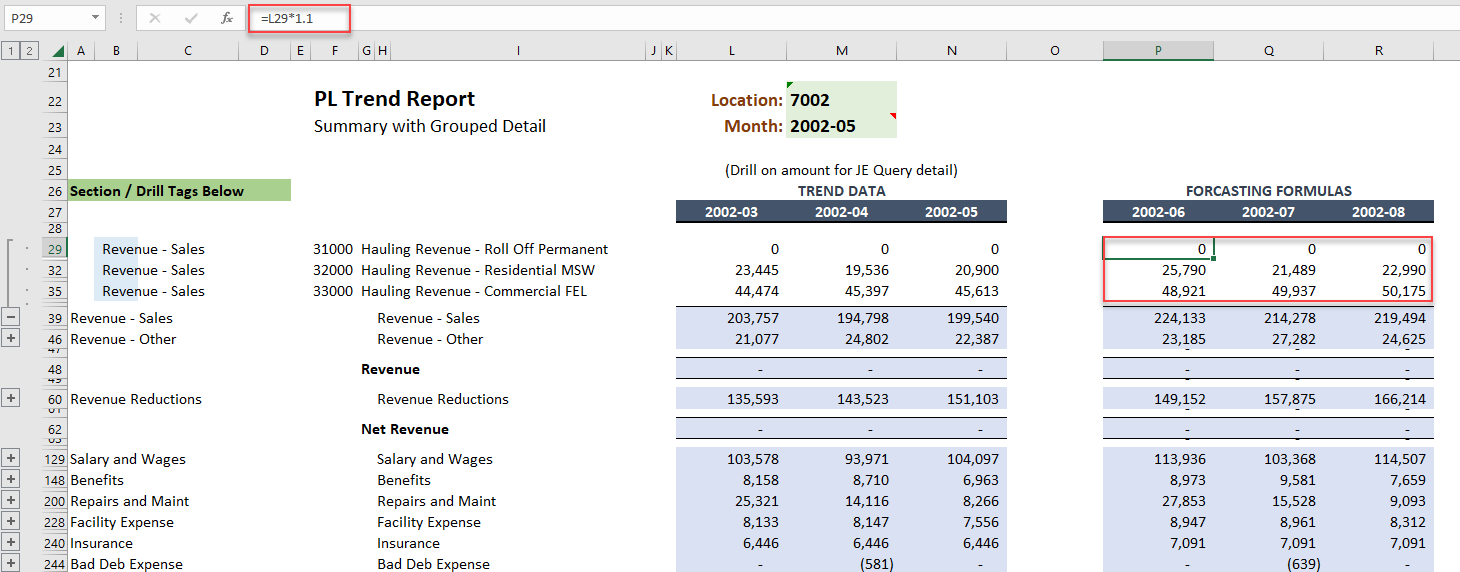 P29 fx =L29*1.1
1 2 A B C D E F G H I J K L M N O P Q R
21
22 PL Trend Report Location: 7002
23 Summary with Grouped Detail Month: 2002-05
24
25 (Drill on amount for JE Query detail)
26 Section / Drill Tags Below TREND DATA FORCASTING FORMULAS
27 2002-03 2002-04 2002-05 2002-06 2002-07 2002-08
28
29 Revenue - Sales 31000 Hauling Revenue - Roll Off Permanent 0 0 0 0 0 0
32 Revenue - Sales 32000 Hauling Revenue - Residential MSW 23,445 19,536 20,900 25,790 21,489 22,990
35 Revenue - Sales 33000 Hauling Revenue - Commercial FEL 44,474 45,397 45,613 48,921 49,937 50,175
39 Revenue - Sales Revenue - Sales 203,757 194,798 199,540 224,133 214,278 219,494
46 Revenue - Other Revenue - Other 21,077 24,802 22,387 23,185 27,282 24,625
47
48 Revenue - - - - - -
49
60 Revenue Reductions Revenue Reductions 135,593 143,523 151,103 149,152 157,875 166,214
61
62 Net Revenue - - - - - -
63
129 Salary and Wages Salary and Wages 103,578 93,971 104,097 113,936 103,368 114,507
148 Benefits Benefits 8,158 8,710 6,963 8,973 9,581 7,659
200 Repairs and Maint Repairs and Maint 25,321 14,116 8,266 27,853 15,528 9,093
228 Facility Expense Facility Expense 8,133 8,147 7,556 8,947 8,961 8,312
240 Insurance Insurance 6,446 6,446 6,446 7,091 7,091 7,091
244 Bad Deb Expense Bad Deb Expense - (581) - - (639) -